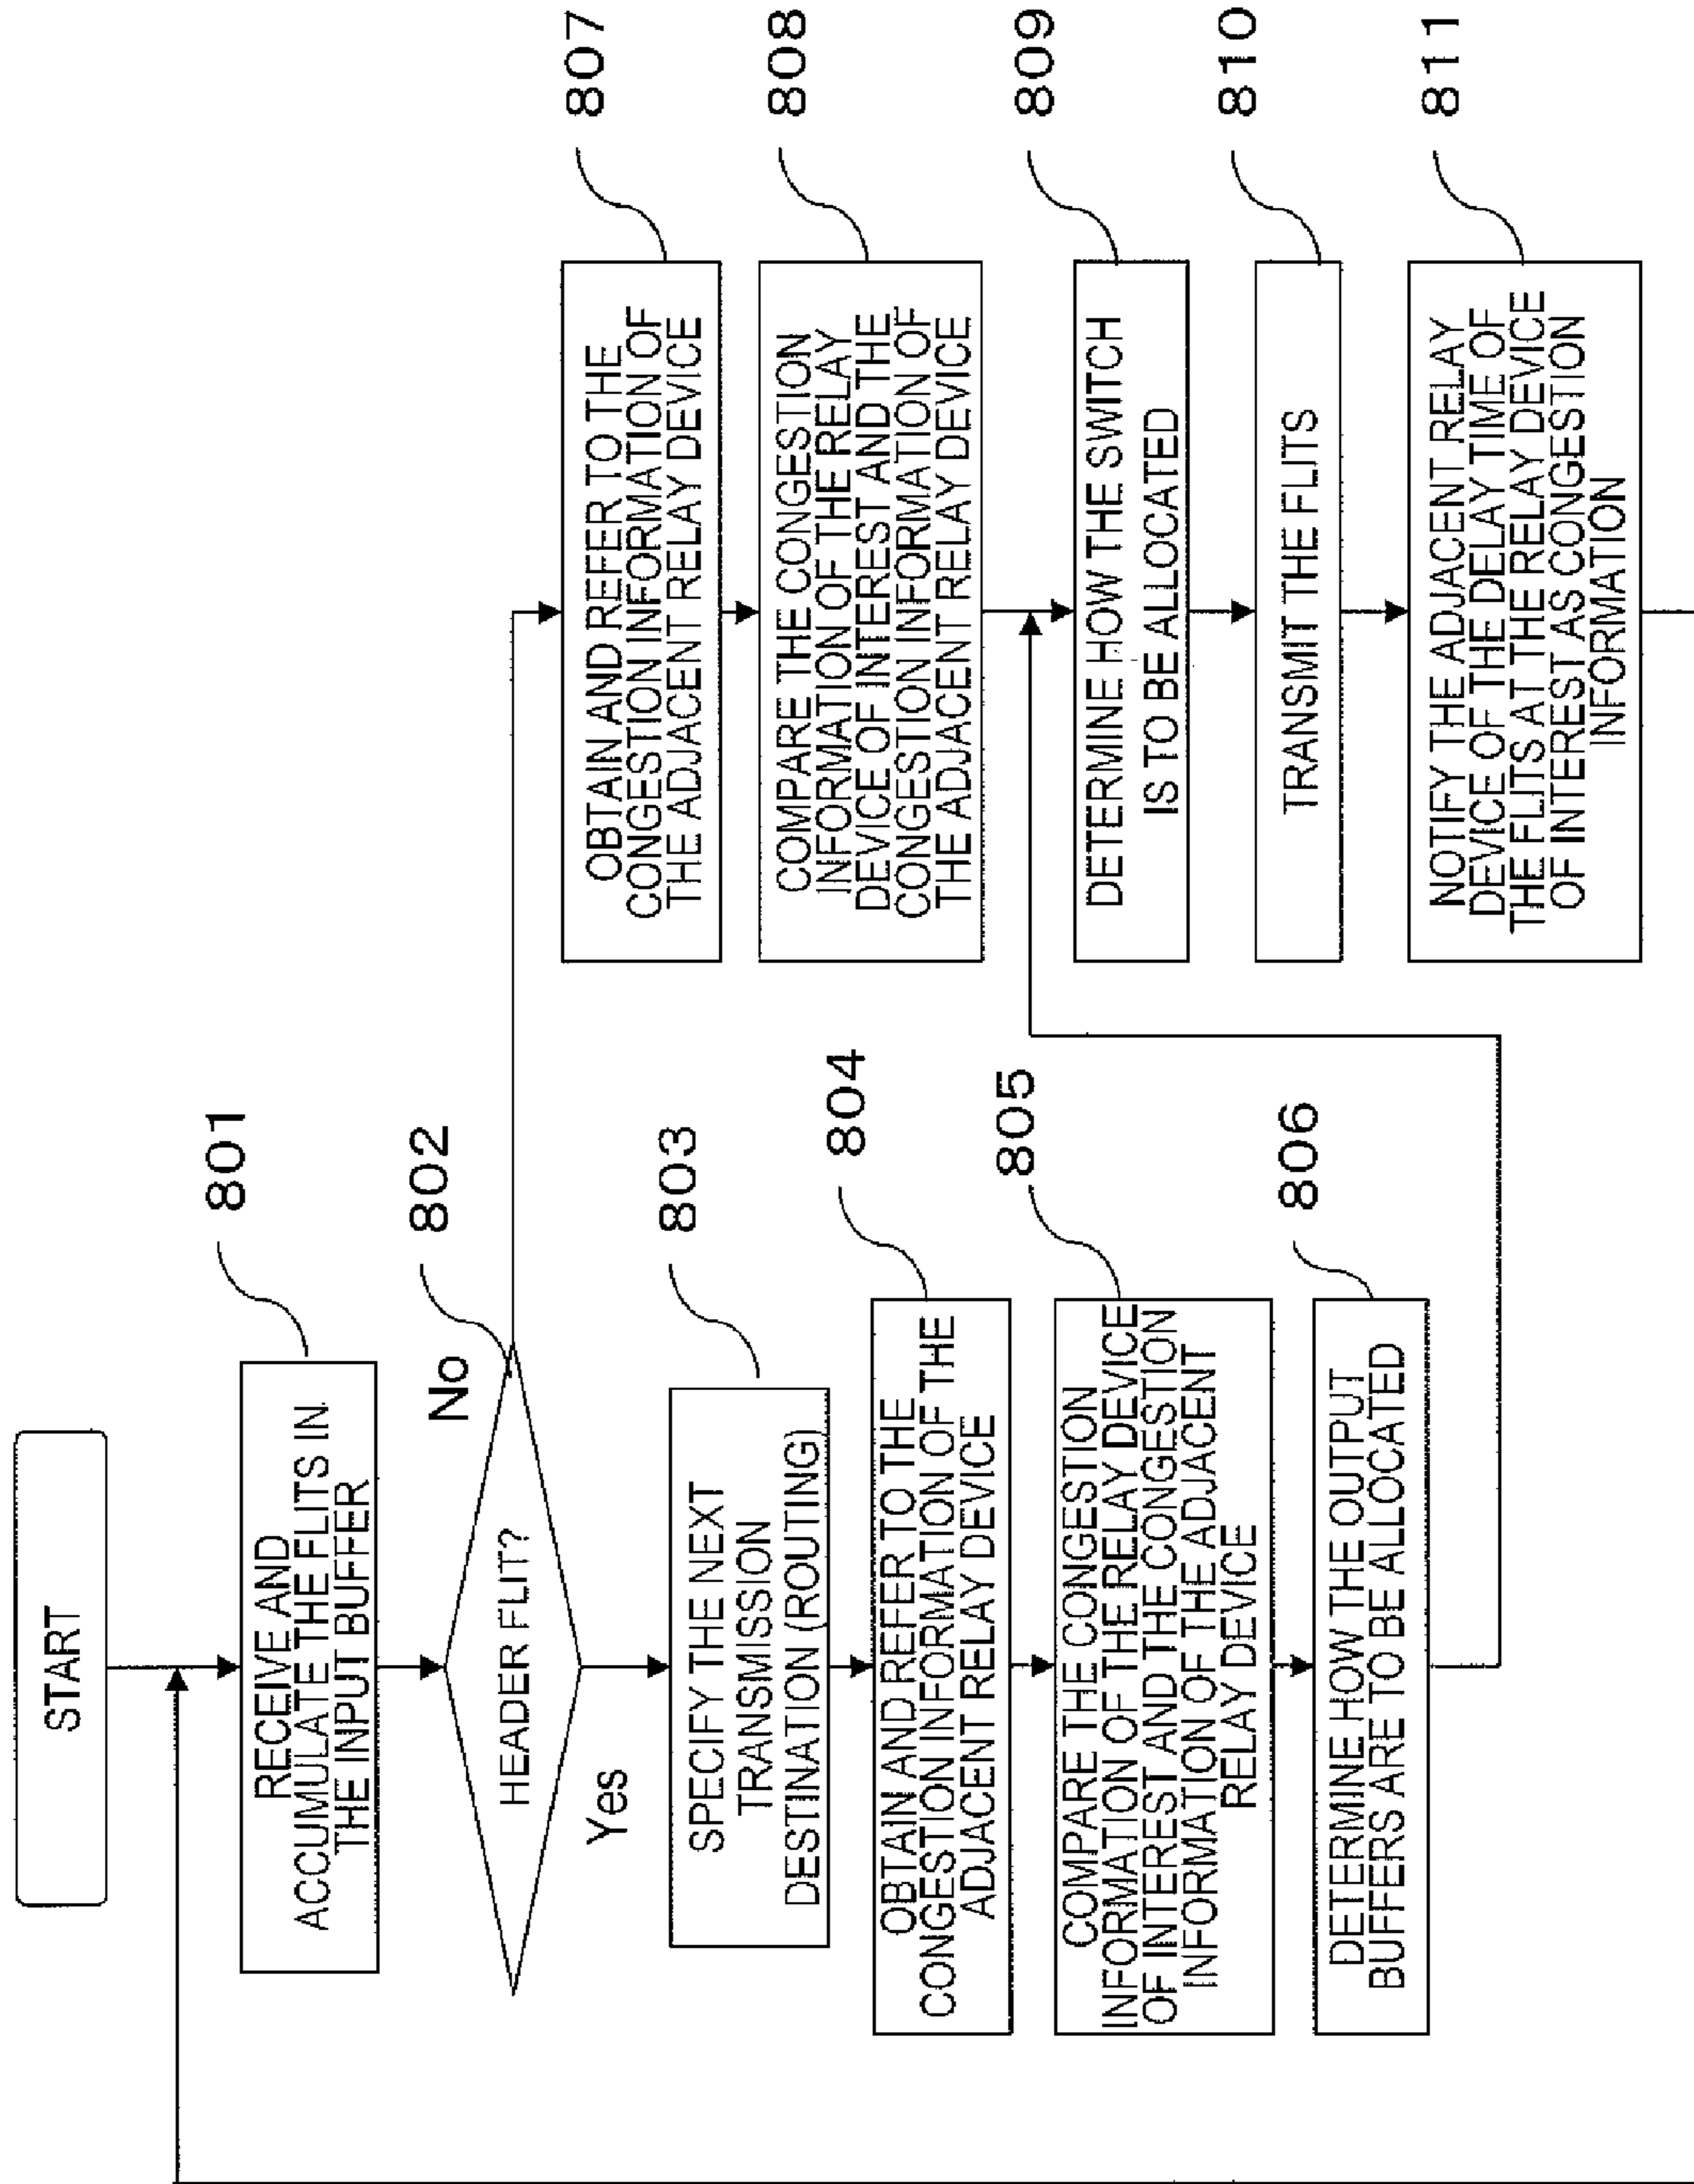 START
RECEIVE AND
ACCUMULATE THE FLITS IN
THE INPUT BUFFER
801
HEADER FLIT?
802
No
Yes
SPECIFY THE NEXT
TRANSMISSION
DESTINATION (ROUTING)
803
OBTAIN AND REFER TO THE
CONGESTION INFORMATION OF THE
ADJACENT RELAY DEVICE
804
COMPARE THE CONGESTION
INFORMATION OF THE RELAY DEVICE
OF INTEREST AND THE CONGESTION
INFORMATION OF THE ADJACENT
RELAY DEVICE
805
DETERMINE HOW THE OUTPUT
BUFFERS ARE TO BE ALLOCATED
806
OBTAIN AND REFER TO THE
CONGESTION INFORMATION OF
THE ADJACENT RELAY DEVICE
807
COMPARE THE CONGESTION
INFORMATION OF THE RELAY
DEVICE OF INTEREST AND THE
CONGESTION INFORMATION OF
THE ADJACENT RELAY DEVICE
808
DETERMINE HOW THE SWITCH
IS TO BE ALLOCATED
809
TRANSMIT THE FLITS
810
NOTIFY THE ADJACENT RELAY
DEVICE OF THE DELAY TIME OF
THE FLITS AT THE RELAY DEVICE
OF INTEREST AS CONGESTION
INFORMATION
811